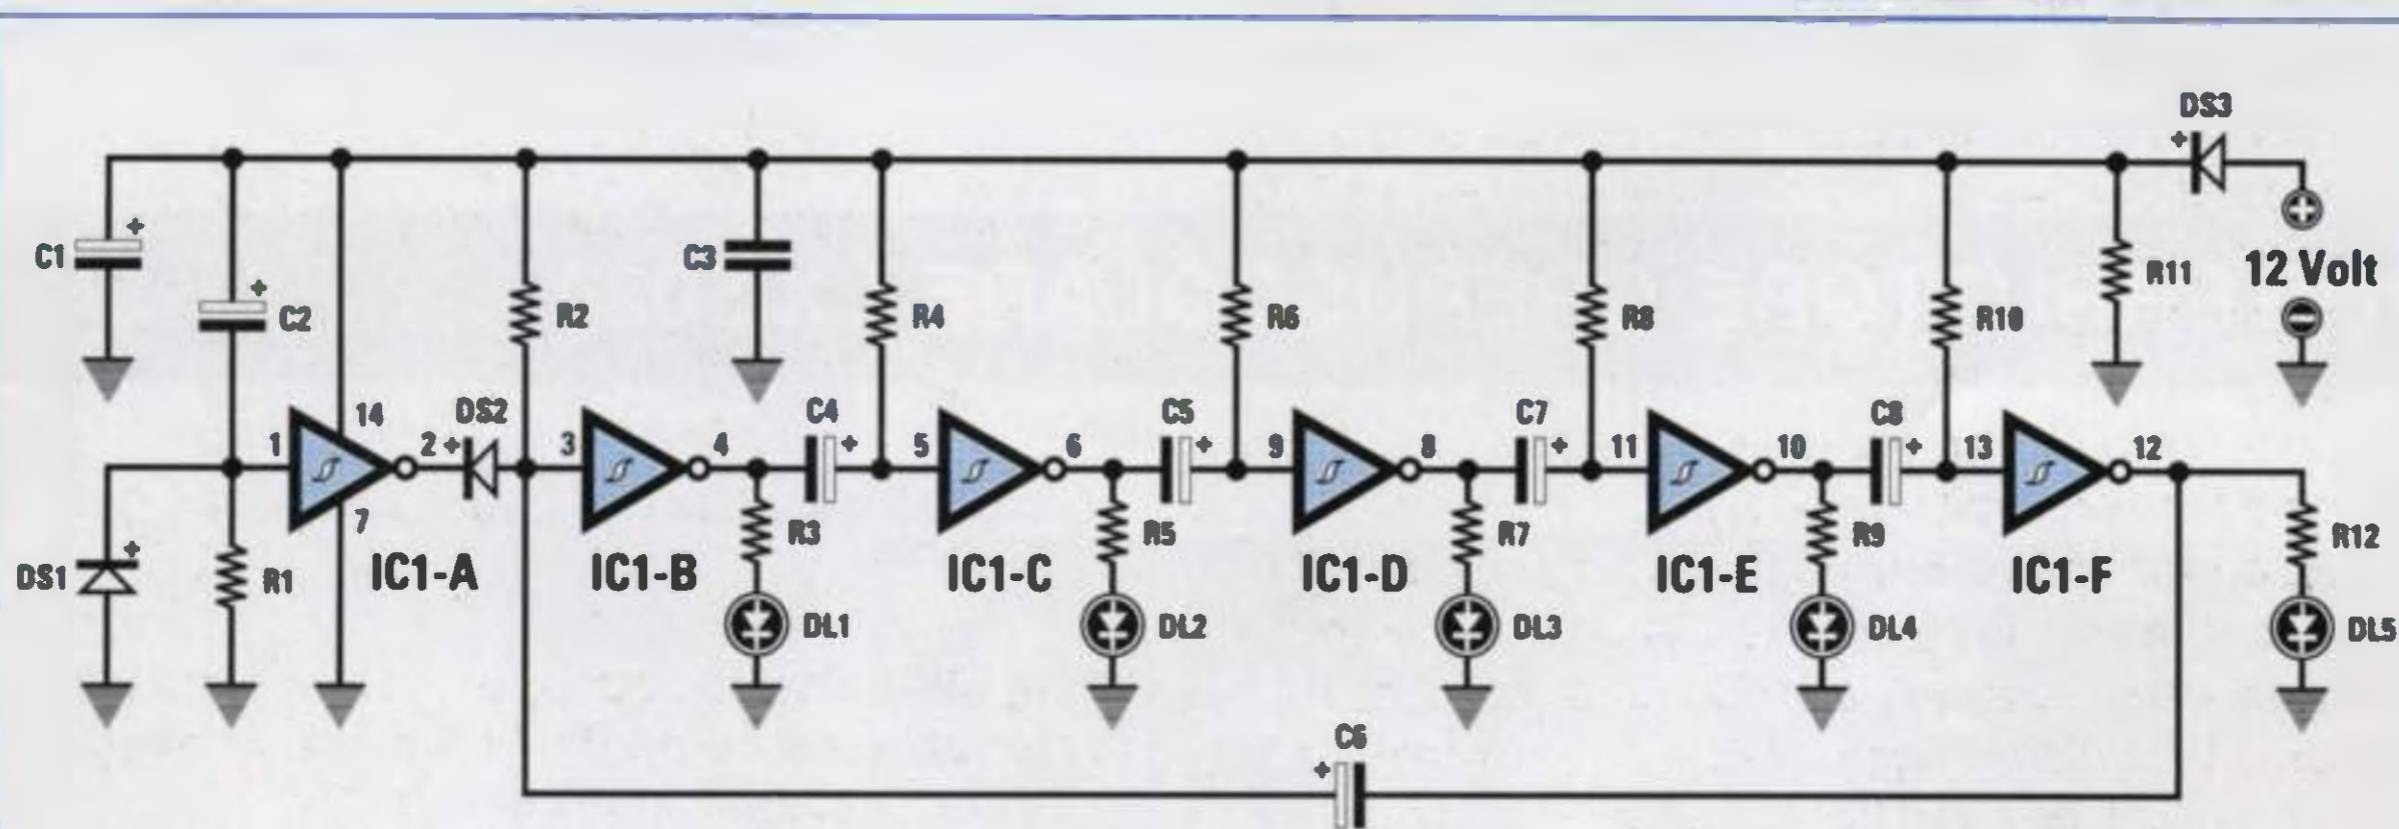 DS3
+
+
C1
+
C2
R2
C3
R4
R6
R8
R10
R11
12 Volt
1
14
2
+
DS2
3
4
C4
+
5
6
C5
+
9
8
C7
+
11
10
C8
+
13
12
7
+
DS1
R1
IC1-A
IC1-B
R3
DL1
IC1-C
R5
DL2
IC1-D
R7
DL3
IC1-E
R9
DL4
IC1-F
R12
DL5
C6
+